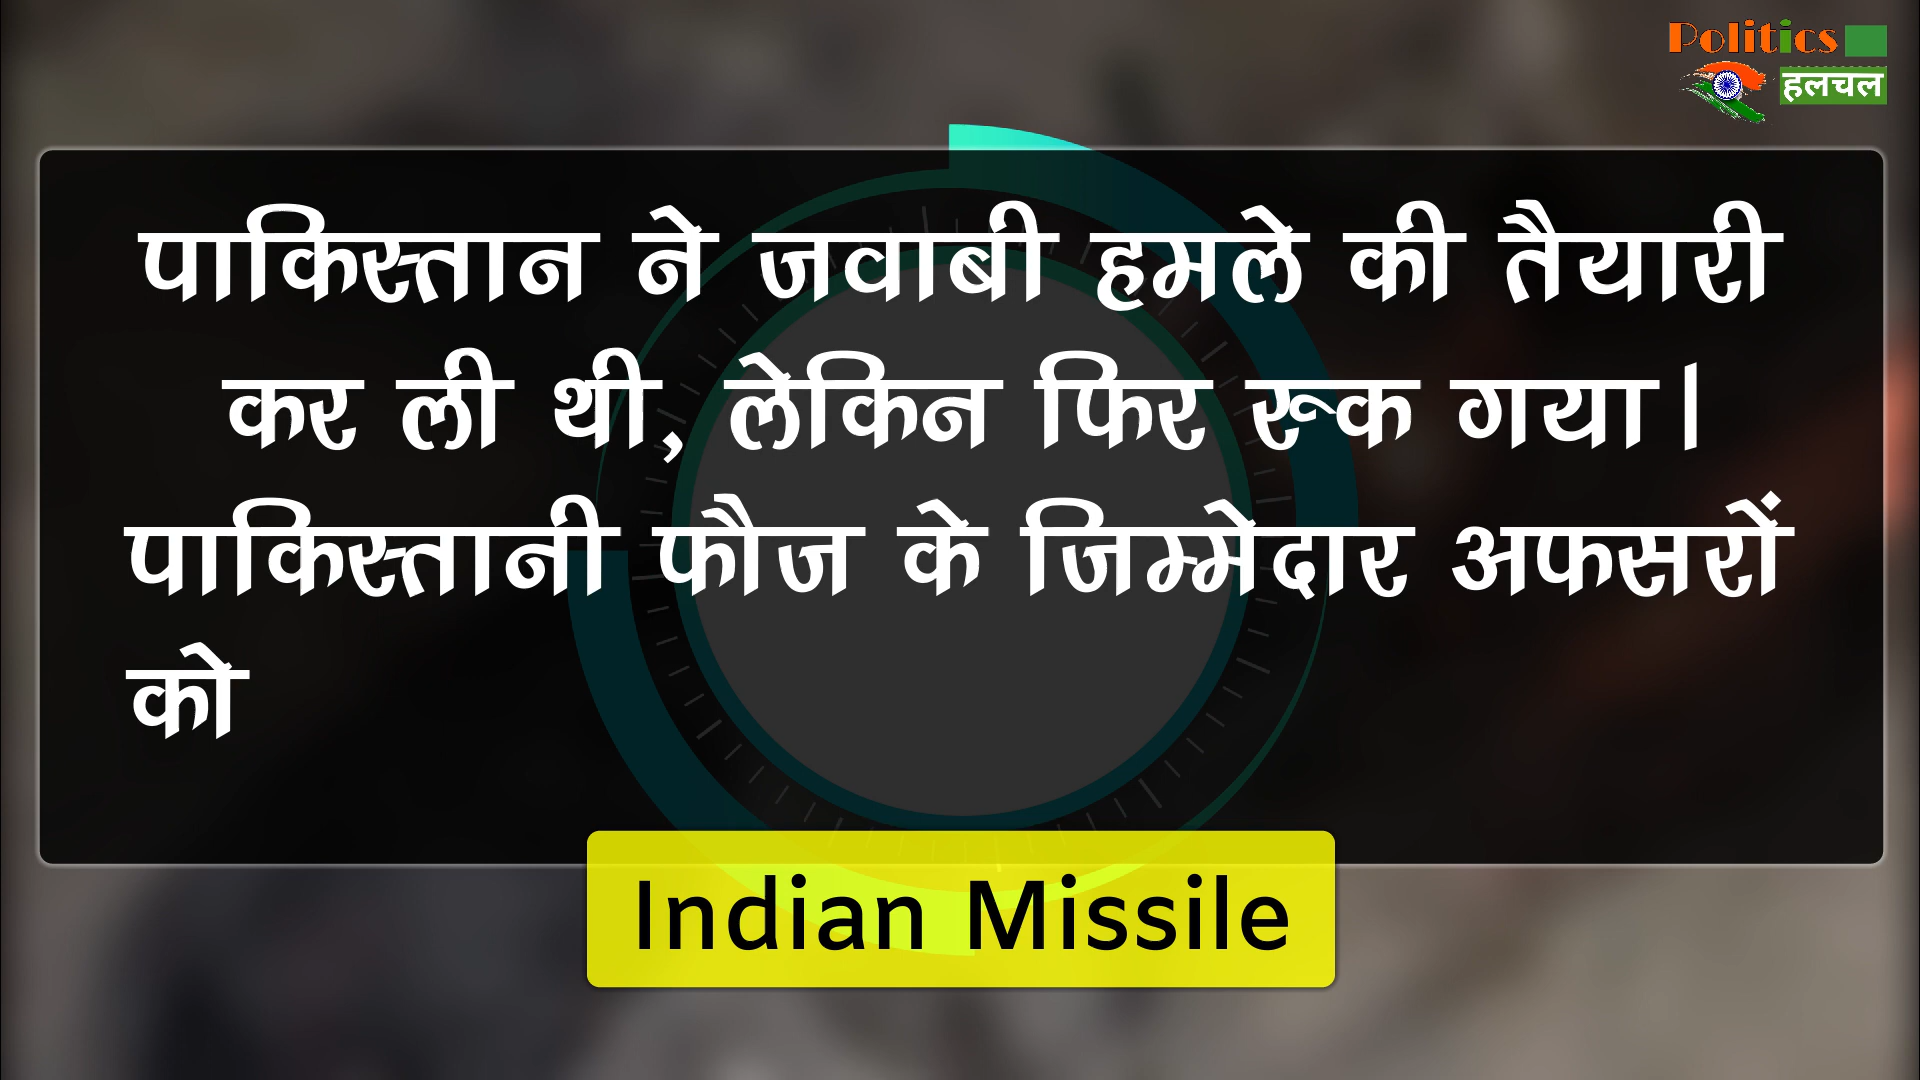 Politics
हलचल
पाकिस्तान ने जवाबी हमले की तैयारी
कर ली थी, लेकिन फिर रूक गया।
पाकिस्तानी फौज के जिम्मेदार अफसरों
को
Indian Missile